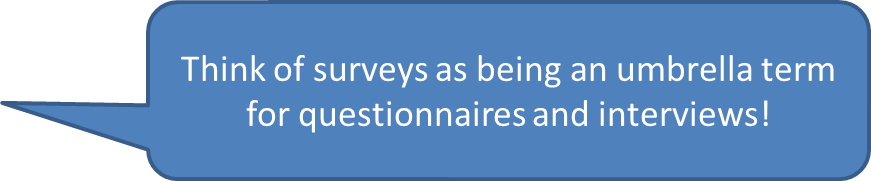 Think of surveys as being an umbrella term
for questionnaires and interviews!